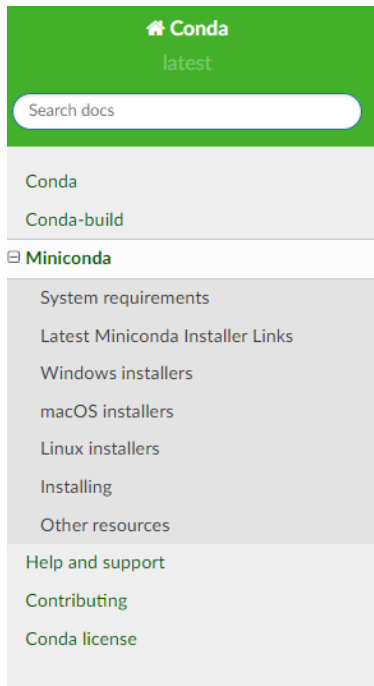 Conda
latest
Search docs
Conda
Conda-build
Miniconda
System requirements
Latest Miniconda Installer Links
Windows installers
macOS installers
Linux installers
Installing
Other resources
Help and support
Contributing
Conda license